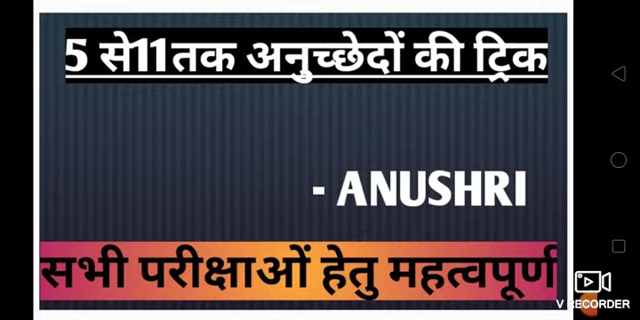 5 से11तक अनुच्छेदों की ट्रिक
- ANUSHRI
सभी परीक्षाओं हेतु महत्वपूर्ण
V RECORDER